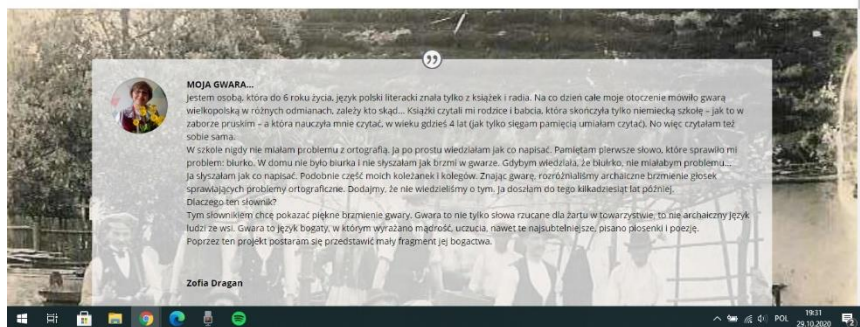 ”
MOJA GWARA...
Jestem osobą, która do 6 roku życia, język polski literacki znała tylko z książek i radia. Na co dzień całe moje otoczenie mówiło gwarą
wielkopolską w różnych odmianach, zależy kto skąd... Książki czytali mi rodzice i babcia, która skończyła tylko niemiecką szkołę – jak to w
zaborze pruskim – a która nauczyła mnie czytać, w wieku gdzieś 4 lat (jak tylko sięgam pamięcią umiałam czytać). No więc czytałam też
sobie sama.
W szkole nigdy nie miałam problemu z ortografią. Ja po prostu wiedziałam jak co napisać. Pamiętam pierwsze słowo, które sprawiło mi
problem: biurko. W domu nie było biurka i nie słyszałam jak brzmi w gwarze. Gdybym wiedziała, że biulrko, nie miałabym problemu...
Ja słyszałam jak co napisać. Podobnie część moich koleżanek i kolegów. Znając gwarę, rozróżnialiśmy archaiczne brzmienie głosek
sprawiających problemy ortograficzne. Dodajmy, że nie wiedzieliśmy o tym. Ja doszłam do tego kilkadziesiąt lat później.
Dlaczego ten słownik?
Tym słownikiem chcę pokazać piękne brzmienie gwary. Gwara to nie tylko słowa rzucane dla żartu w towarzystwie, to nie archaiczny język
ludzi ze wsi. Gwara to język bogaty, w którym wyrażano mądrość, uczucia, nawet te najsubtelniejsze, pisano piosenki i poezję.
Poprzez ten projekt postaram się przedstawić mały fragment jej bogactwa.
Zofia Dragan
POL
19:31
29.10.2020